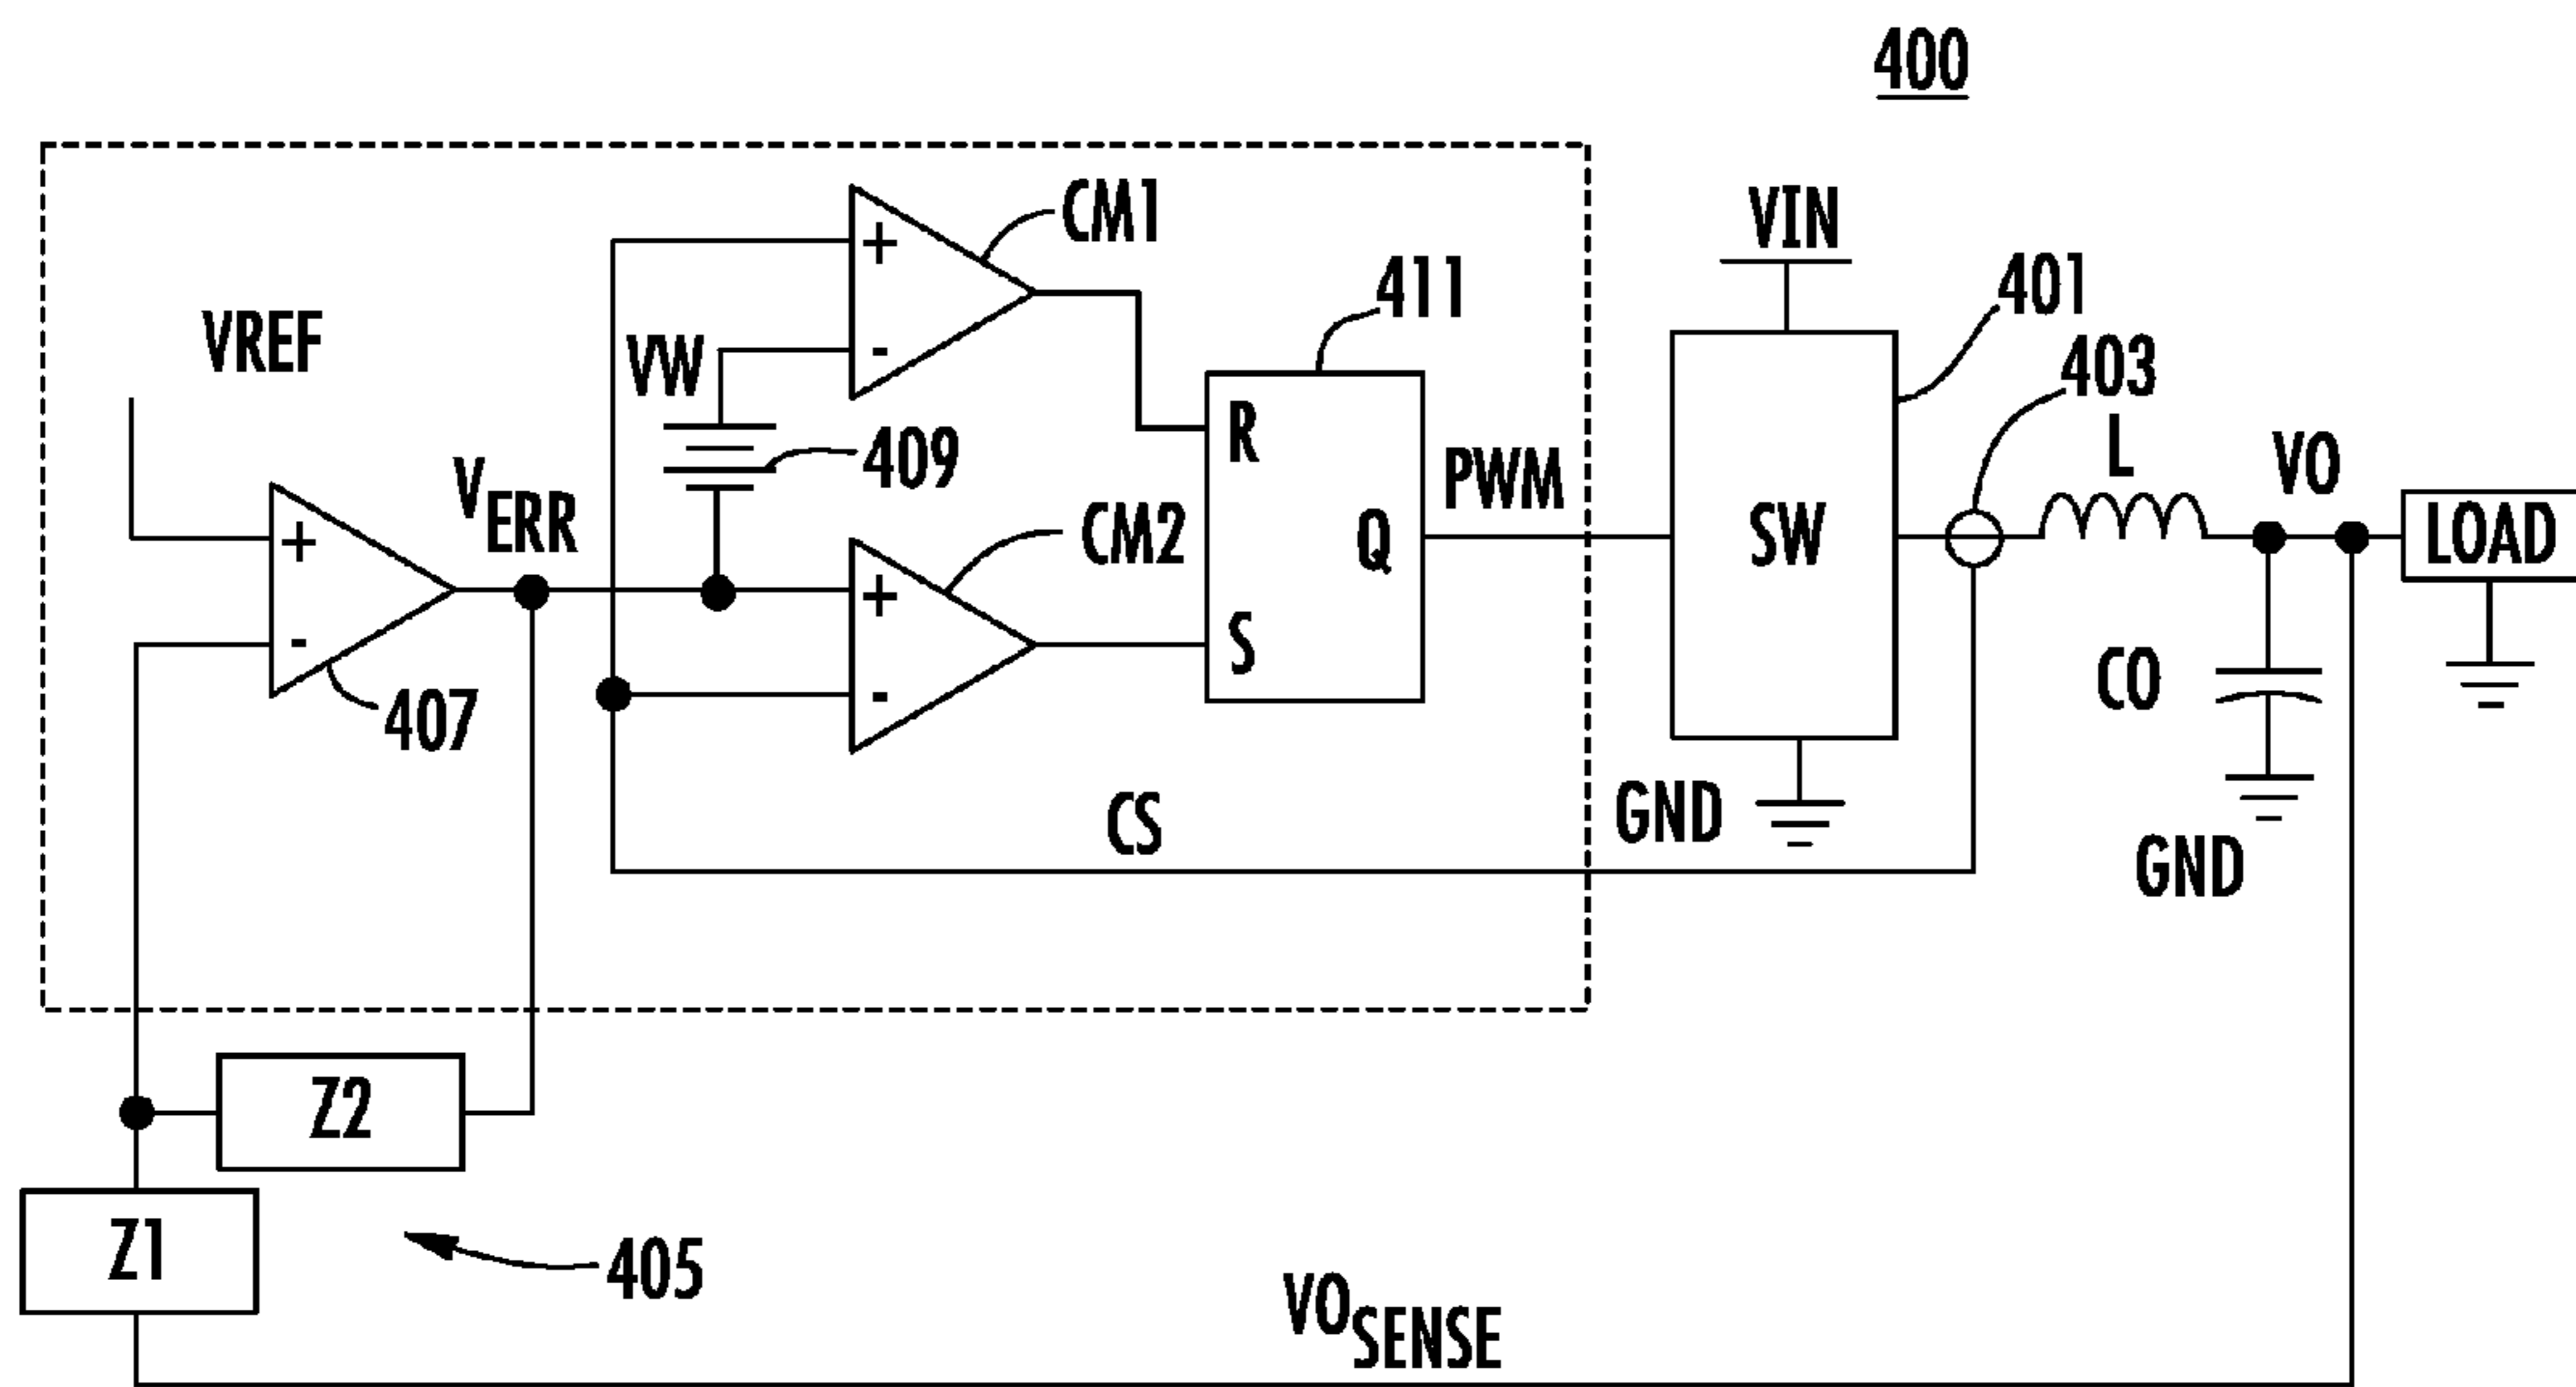 400
CM1
VREF
VW
409
411
VIN
401
403
L
VO
LOAD
VERR
+
-
+
-
+
-
CM2
R
S
Q
PWM
SW
407
CS
GND
CO
GND
Z2
Z1
405
VOSENSE